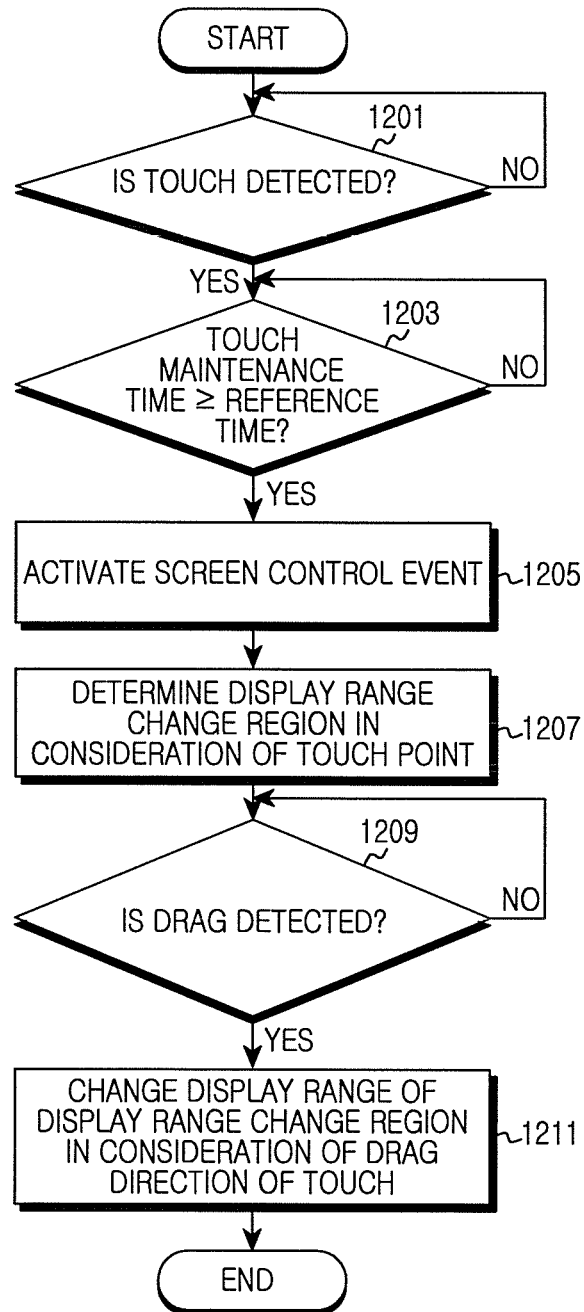 START
1201
IS TOUCH DETECTED?
NO
YES
1203
TOUCH
MAINTENANCE
TIME ≥ REFERENCE
TIME?
NO
YES
ACTIVATE SCREEN CONTROL EVENT
1205
DETERMINE DISPLAY RANGE
CHANGE REGION IN
CONSIDERATION OF TOUCH POINT
1207
1209
IS DRAG DETECTED?
NO
YES
CHANGE DISPLAY RANGE OF
DISPLAY RANGE CHANGE REGION
IN CONSIDERATION OF DRAG
DIRECTION OF TOUCH
1211
END